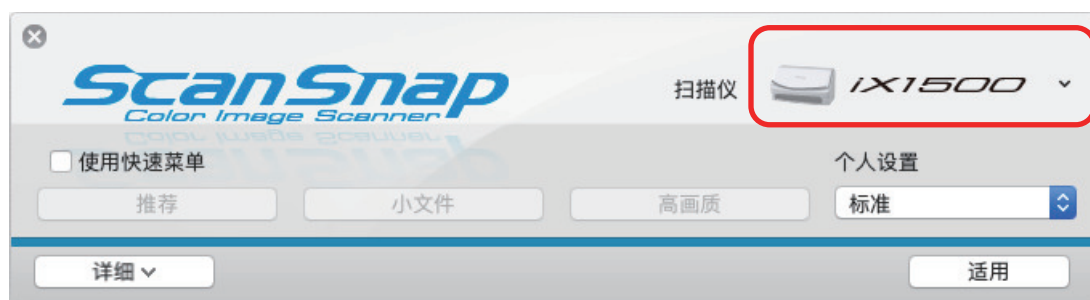 ScanSnap
Color Image Scanner
扫描仪
iX1500
使用快速菜单
个人设置
推荐
小文件
高画质
标准
详细
适用